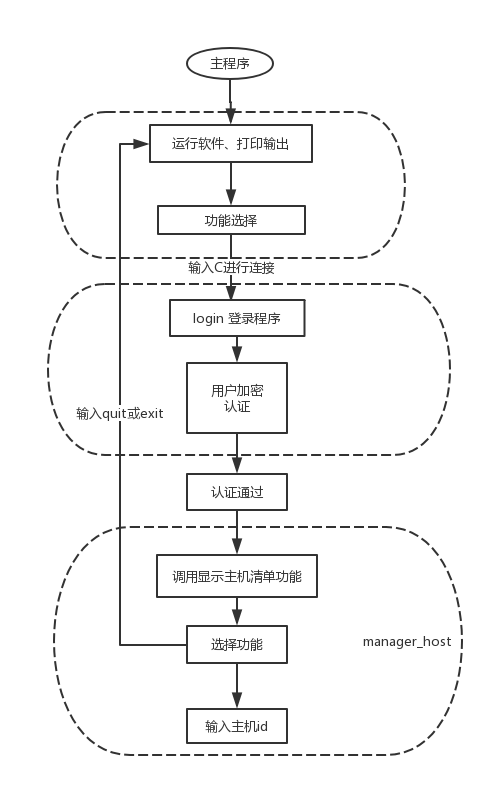 主程序
运行软件、打印输出
功能选择
输入C进行连接
login 登录程序
用户加密
认证
输入quit或exit
认证通过
调用显示主机清单功能
选择功能
manager_host
输入主机id